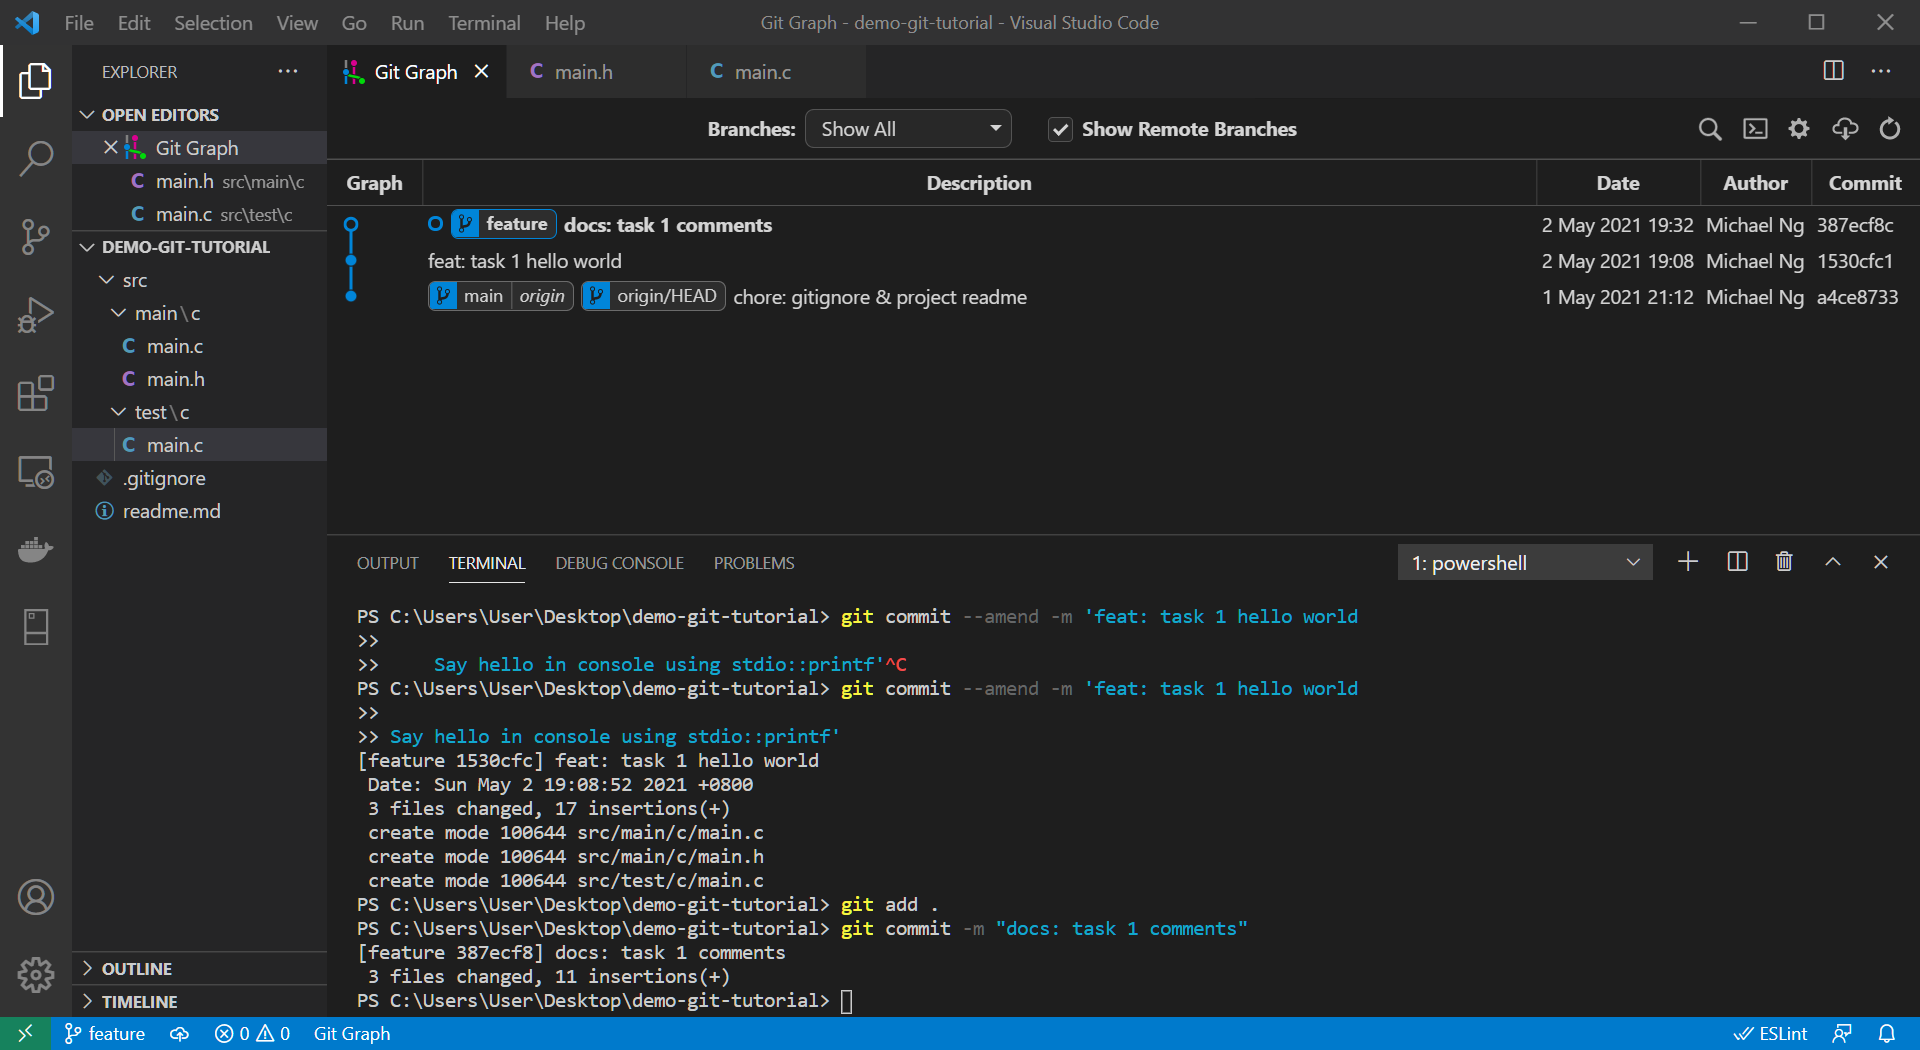 File Edit Selection View Go Run Terminal Help
Git Graph - demo-git-tutorial - Visual Studio Code
EXPLORER
OPEN EDITORS
Git Graph
main.h src\main\c
main.c src\test\c
DEMO-GIT-TUTORIAL
src
main\c
main.c
main.h
test\c
main.c
.gitignore
readme.md
OUTLINE
TIMELINE
Git Graph main.h main.c
Branches: Show All Show Remote Branches
Graph Description Date Author Commit
feature docs: task 1 comments 2 May 2021 19:32 Michael Ng 387ecf8c
feat: task 1 hello world 2 May 2021 19:08 Michael Ng 1530cfc1
main origin origin/HEAD chore: gitignore & project readme 1 May 2021 21:12 Michael Ng a4ce8733
OUTPUT TERMINAL DEBUG CONSOLE PROBLEMS 1: powershell
PS C:\Users\User\Desktop\demo-git-tutorial> git commit --amend -m 'feat: task 1 hello world
>>
>>     Say hello in console using stdio::printf'^C
PS C:\Users\User\Desktop\demo-git-tutorial> git commit --amend -m 'feat: task 1 hello world
>>
>> Say hello in console using stdio::printf'
[feature 1530cfc] feat: task 1 hello world
 Date: Sun May 2 19:08:52 2021 +0800
 3 files changed, 17 insertions(+)
 create mode 100644 src/main/c/main.c
 create mode 100644 src/main/c/main.h
 create mode 100644 src/test/c/main.c
PS C:\Users\User\Desktop\demo-git-tutorial> git add .
PS C:\Users\User\Desktop\demo-git-tutorial> git commit -m "docs: task 1 comments"
[feature 387ecf8] docs: task 1 comments
 3 files changed, 11 insertions(+)
PS C:\Users\User\Desktop\demo-git-tutorial>
feature 0 0 Git Graph ESLint